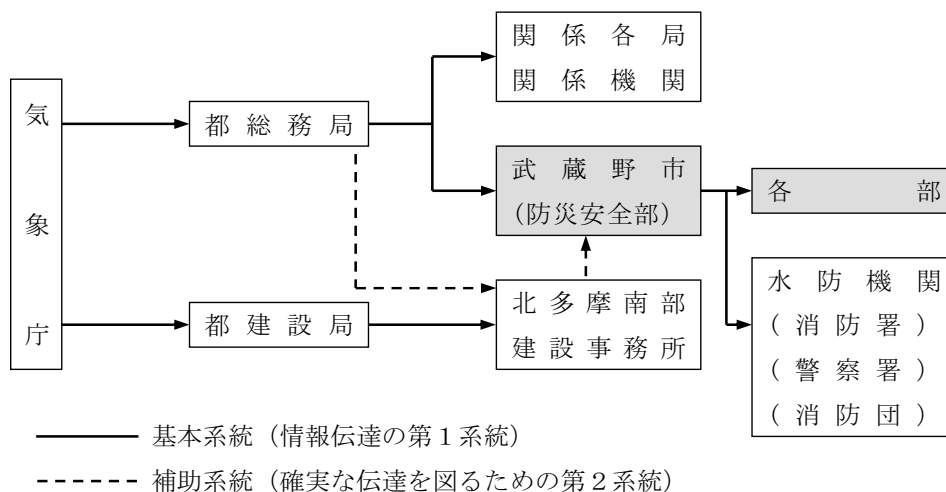 気象庁
都総務局
都建設局
関係各局
関係機関
武蔵野市
(防災安全部)
北多摩南部
建設事務所
各部
水防機関
(消防署)
(警察署)
(消防団)
基本系統（情報伝達の第１系統）
補助系統（確実な伝達を図るための第２系統）